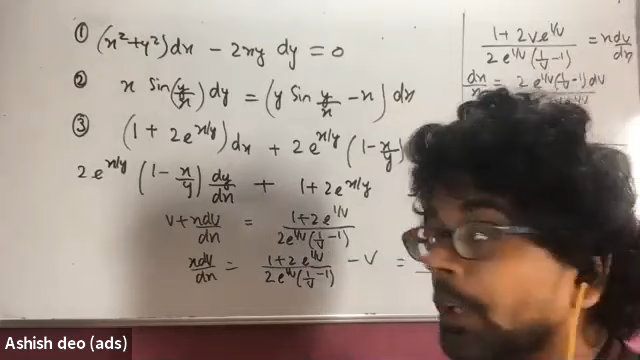 ① (x²+y²)dx - 2xy dy = 0
② x Sin(y/x) dy = (y Sin y/x - x) dx
③ (1 + 2e^x/y) dx + 2e^x/y (1 - x/y)
2e^x/y (1 - x/y) dy/dx + 1 + 2e^x/y
v + xdv/dx = 1+2e^1/v / 2e^1/v (1/v - 1)
xdv/dx = 1+2e^1/v / 2e^1/v (1/v - 1) - v =
1+2ve^1/v / 2e^1/v (1/v - 1) = xdv/dx
dx/x = 2e^1/v (1/v - 1) dv
Ashish deo (ads)